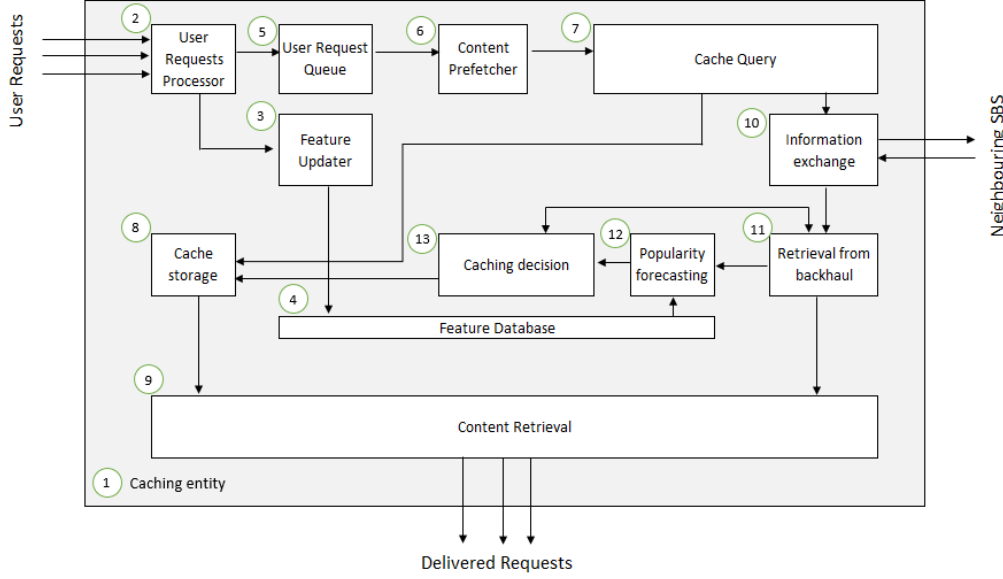 User Requests
2
User
Requests
Processor
5
User Request
Queue
6
Content
Prefetcher
7
Cache Query
3
Feature
Updater
10
Information
exchange
Neighbouring SBS
8
Cache
storage
13
Caching decision
12
Popularity
forecasting
11
Retrieval from
backhaul
4
Feature Database
9
Content Retrieval
1
Caching entity
Delivered Requests